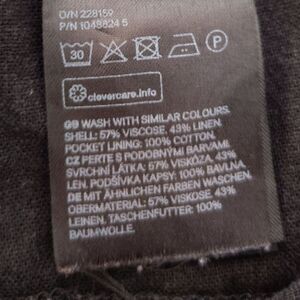 O/N 228159
P/N 1048824 5
30
P
clevercare.info
GB WASH WITH SIMILAR COLOURS.
SHELL: 57% VISCOSE. 43% LINEN.
POCKET LINING: 100% COTTON.
CZ PERTE S PODOBNÝMI BARVAMI.
SVRCHNÍ LÁTKA: 57% VISKÓZA, 43%
LEN. PODŠÍVKA KAPSY: 100% BAVLNA.
DE MIT ÄHNLICHEN FARBEN WASCHEN.
OBERMATERIAL: 57% VISKOSE 43%
LEINEN. TASCHENFUTTER: 100%
BAUMWOLLE.